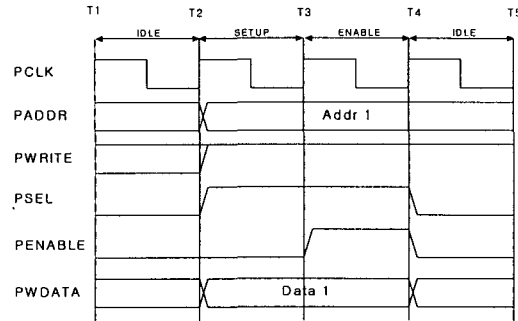 T1 T2 T3 T4 T5
IDLE SETUP ENABLE IDLE
PCLK
PADDR Addr 1
PWRITE
PSEL
PENABLE
PWDATA Data 1